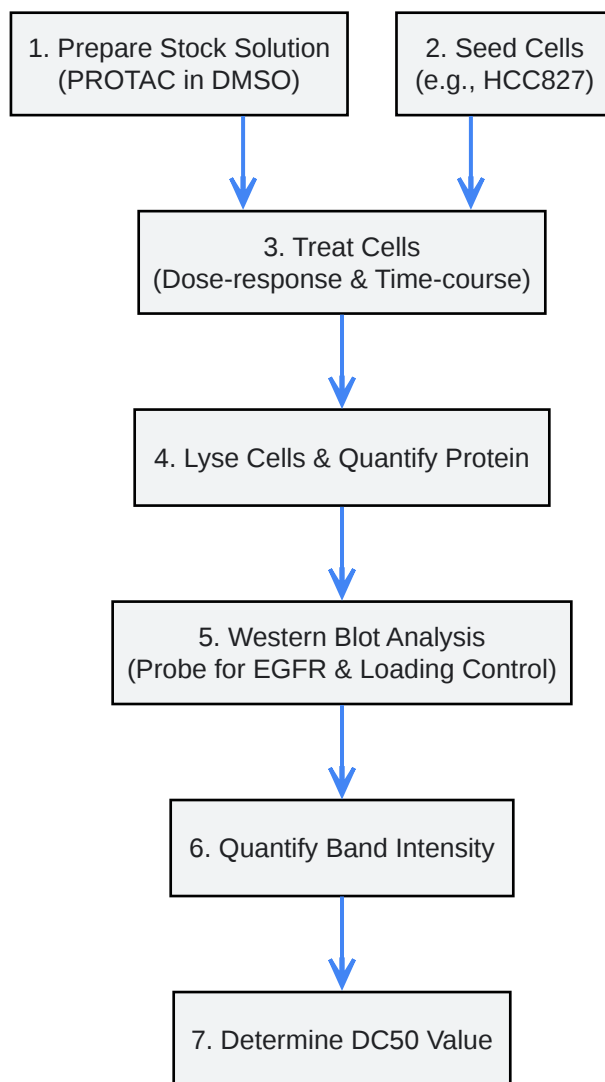 1. Prepare Stock Solution
(PROTAC in DMSO)
2. Seed Cells
(e.g., HCC827)
3. Treat Cells
(Dose-response & Time-course)
4. Lyse Cells & Quantify Protein
5. Western Blot Analysis
(Probe for EGFR & Loading Control)
6. Quantify Band Intensity
7. Determine DC50 Value